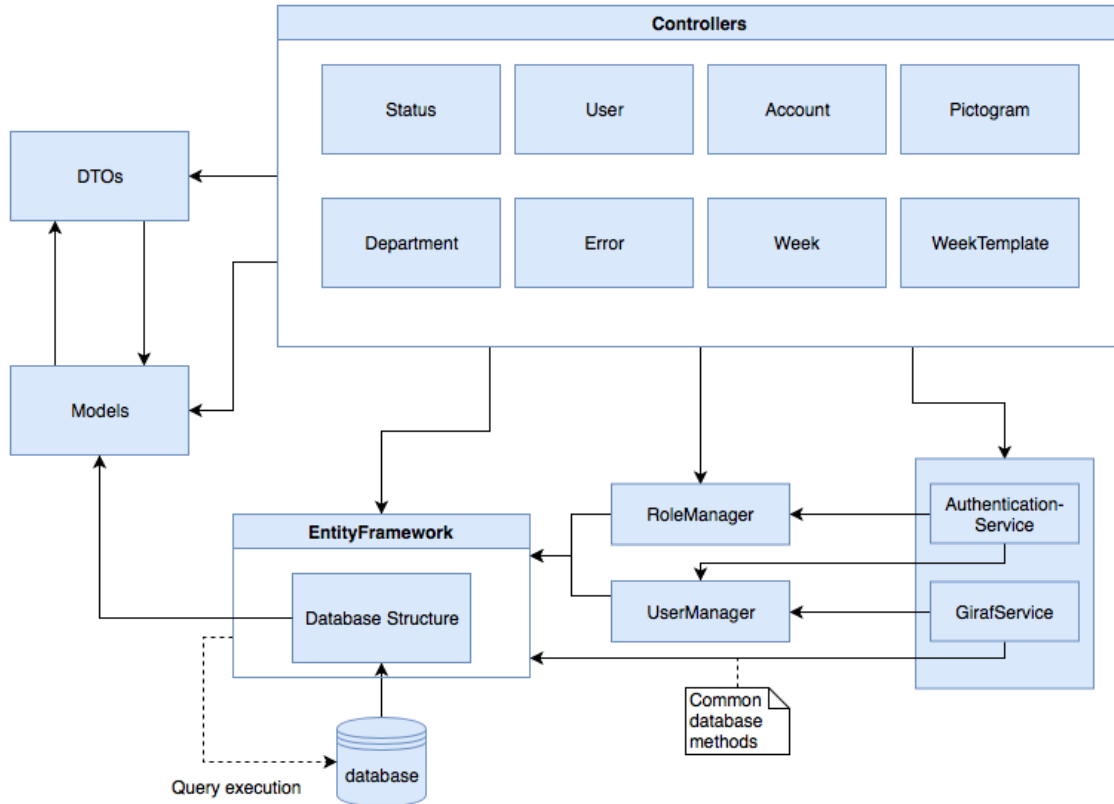 Controllers
Status
User
Account
Pictogram
DTOs
Department
Error
Week
WeekTemplate
Models
RoleManager
Authentication-
Service
EntityFramework
Database Structure
UserManager
GirafService
Common
database
methods
database
Query execution